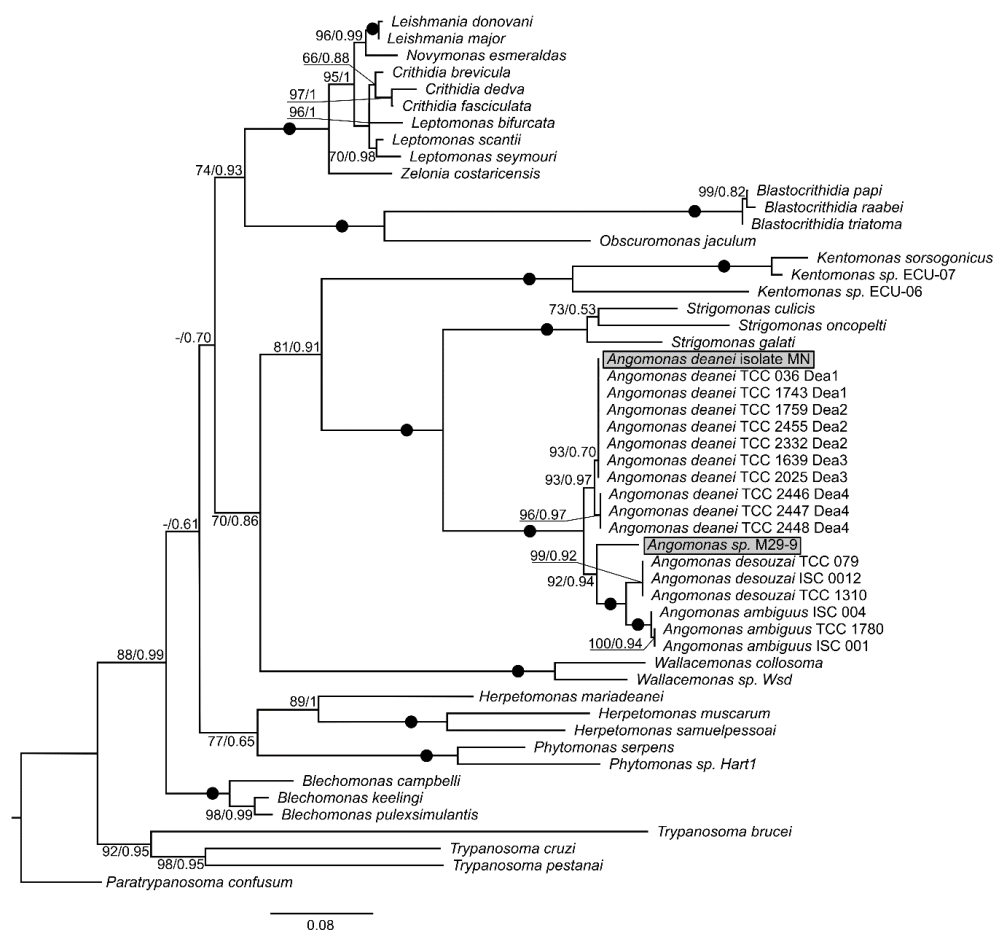 Leishmania donovani
Leishmania major
96/0.99
Novymonas esmeraldas
66/0.88
Crithidia brevicula
95/1
Crithidia dedva
97/1
Crithidia fasciculata
96/1
Leptomonas bifurcata
Leptomonas scantii
70/0.98
Leptomonas seymouri
74/0.93
Zelonia costaricensis
99/0.82
Blastocrithidia papi
Blastocrithidia raabei
Blastocrithidia triatoma
Obscuromonas jaculum
Kentomonas sorsogonicus
Kentomonas sp. ECU-07
Kentomonas sp. ECU-06
73/0.53
Strigomonas culicis
Strigomonas oncopelti
-/0.70
Strigomonas galati
81/0.91
Angomonas deanei isolate MN
Angomonas deanei TCC 036 Dea1
Angomonas deanei TCC 1743 Dea1
Angomonas deanei TCC 1759 Dea2
Angomonas deanei TCC 2455 Dea2
Angomonas deanei TCC 2332 Dea2
93/0.70
Angomonas deanei TCC 1639 Dea3
93/0.97
Angomonas deanei TCC 2025 Dea3
Angomonas deanei TCC 2446 Dea4
96/0.97
Angomonas deanei TCC 2447 Dea4
-/0.61
70/0.86
Angomonas deanei TCC 2448 Dea4
Angomonas sp. M29-9
99/0.92
Angomonas desouzai TCC 079
92/0.94
Angomonas desouzai ISC 0012
Angomonas desouzai TCC 1310
Angomonas ambiguus ISC 004
Angomonas ambiguus TCC 1780
100/0.94
Angomonas ambiguus ISC 001
88/0.99
Wallacemonas collosoma
Wallacemonas sp. Wsd
89/1
Herpetomonas mariadeanei
Herpetomonas muscarum
77/0.65
Herpetomonas samuelpessoai
Phytomonas serpens
Phytomonas sp. Hart1
Blechomonas campbelli
Blechomonas keelingi
98/0.99
Blechomonas pulexsimulantis
Trypanosoma brucei
92/0.95
Trypanosoma cruzi
98/0.95
Trypanosoma pestanai
Paratrypanosoma confusum
0.08